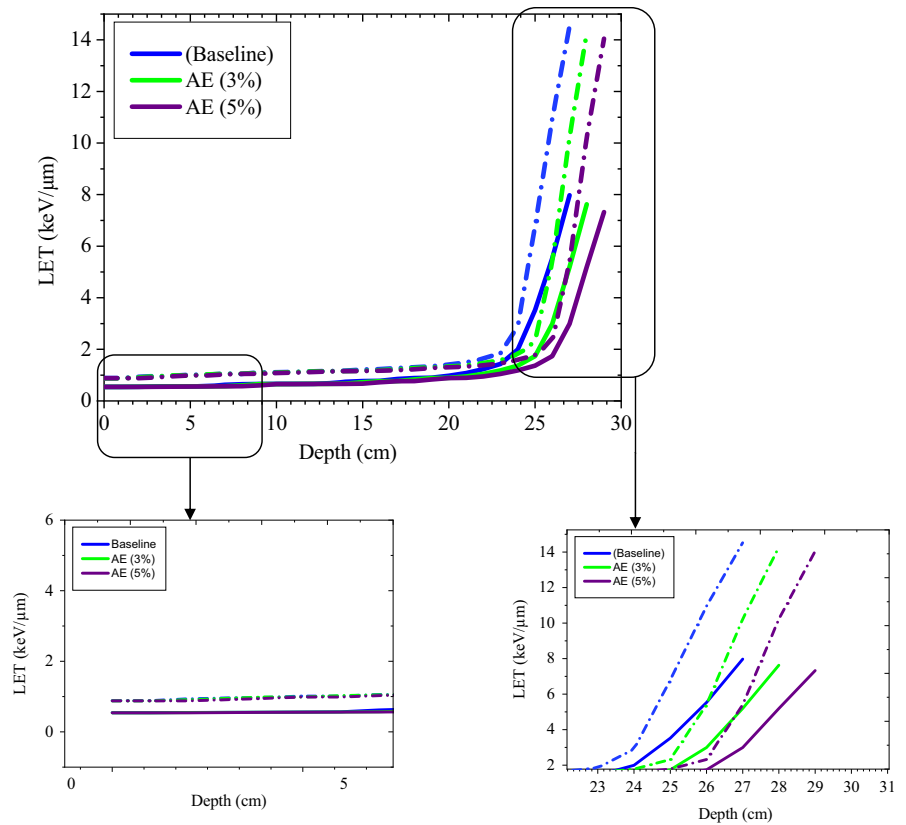 14
12
10
8
6
4
2
0
LET (keV/μm)
(Baseline)
AE (3%)
AE (5%)
0 5 10 15 20 25 30
Depth (cm)
6
4
2
0
LET (keV/μm)
Baseline
AE (3%)
AE (5%)
0 5 6
Depth (cm)
14
12
10
8
6
4
2
LET (keV/μm)
(Baseline)
AE (3%)
AE (5%)
22 23 24 25 26 27 28 29 30 31
Depth (cm)